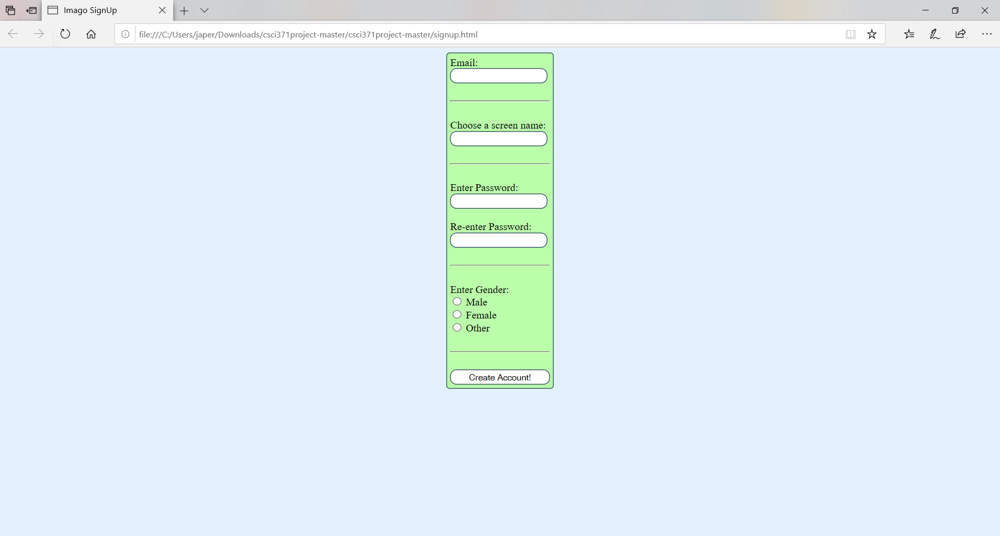 Imago SignUp
file:///C:/Users/japer/Downloads/csci371project-master/csci371project-master/signup.html
Email:
Choose a screen name:
Enter Password:
Re-enter Password:
Enter Gender:
Male
Female
Other
Create Account!